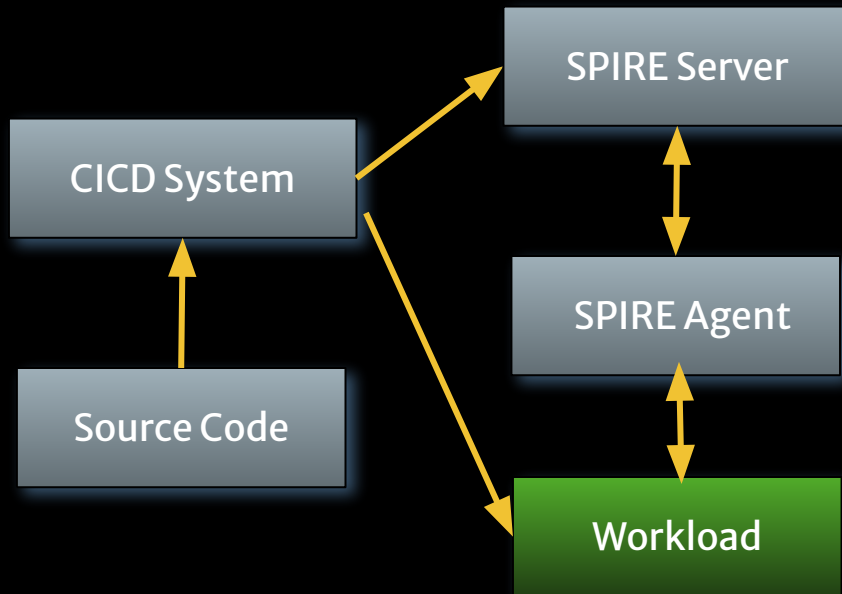 SPIRE Server
CICD System
SPIRE Agent
Source Code
Workload